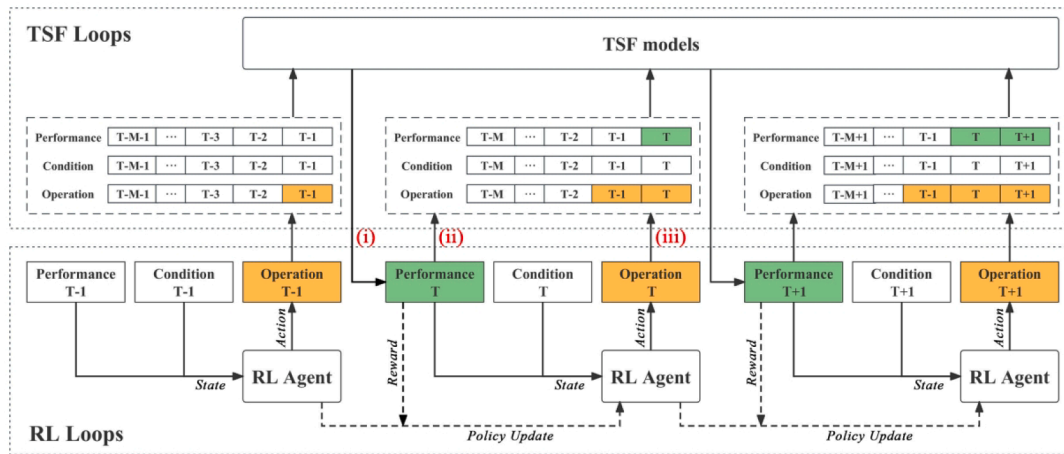 TSF Loops
TSF models
Performance T-M-1 ··· T-3 T-2 T-1
Condition T-M-1 ··· T-3 T-2 T-1
Operation T-M-1 ··· T-3 T-2 T-1
Performance T-M ··· T-2 T-1 T
Condition T-M ··· T-2 T-1 T
Operation T-M ··· T-2 T-1 T
Performance T-M+1 ··· T-1 T T+1
Condition T-M+1 ··· T-1 T T+1
Operation T-M+1 ··· T-1 T T+1
(i)
(ii)
(iii)
Performance
T-1
Condition
T-1
Operation
T-1
Performance
T
Condition
T
Operation
T
Performance
T+1
Condition
T+1
Operation
T+1
Action
Reward
Action
Reward
Action
State
RL Agent
State
RL Agent
State
RL Agent
Policy Update
Policy Update
RL Loops